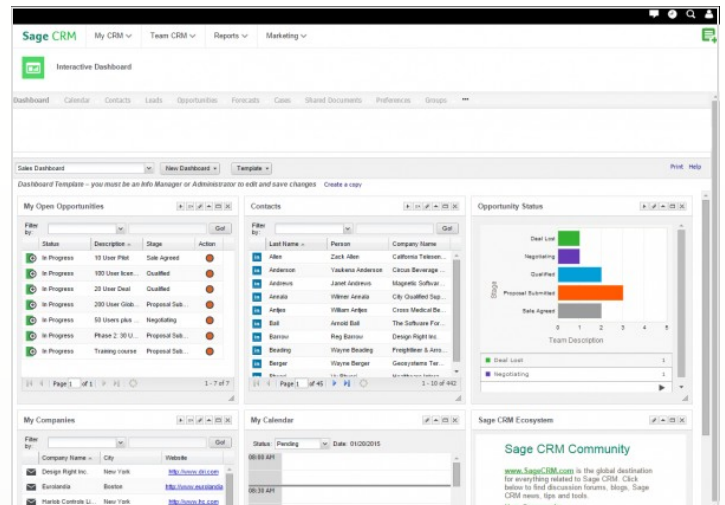 Sage CRM My CRM Team CRM Reports Marketing
Interactive Dashboard
Dashboard Calendar Contacts Leads Opportunities Forecasts Cases Shared Documents Preferences Groups •••
Sales Dashboard New Dashboard Template Print Help
Dashboard Template – you must be an Info Manager or Administrator to edit and save changes Create a copy
My Open Opportunities
Filter by: Go!
Status Description Stage Action
In Progress 10 User Pilot Sale Agreed
In Progress 100 User licen... Qualified
In Progress 20 User Deal Qualified
In Progress 200 User Glob... Proposal Sub...
In Progress 50 Users plus ... Negotiating
In Progress Phase 2: 30 U... Proposal Sub...
In Progress Training course Proposal Sub...
Page 1 of 1 1 - 7 of 7
Contacts
Filter by: Go!
Last Name Person Company Name
Allen Zack Allen California Telesen...
Anderson Anderson Circus Beverage ...
Andrews Janet Andrews Magnetic Softwar...
Annala Wilmer Annala City Qualified Sup...
Antjes William Antjes Cross Medical Be...
Ball Arnold Ball The Software For...
Barrow Reg Barrow Design Right Inc.
Beading Wayne Beading Freightliner & Arro...
Berger Wayne Berger Geosystems Ter...
Page 1 of 45 1 - 10 of 442
Opportunity Status
Stage
Deal Lost
Negotiating
Qualified
Proposal Submitted
Sale Agreed
0 1 2 3 4 5
Team Description
Deal Lost 1
Negotiating 1
My Companies
Filter by: Go!
Company Name City Website
Design Right Inc. New York http://www.dri.com
Eurolandia Boston http://www.eurolandia
Harlob Controls Li... New York http://www.hc.com
My Calendar
Status: Pending Date: 01/20/2015
08:00 AM
08:30 AM
Sage CRM Ecosystem
Sage CRM Community
www.SageCRM.com is the global destination
for everything related to Sage CRM. Click
below to find discussion forums, blogs, Sage
CRM news, tips and tools.